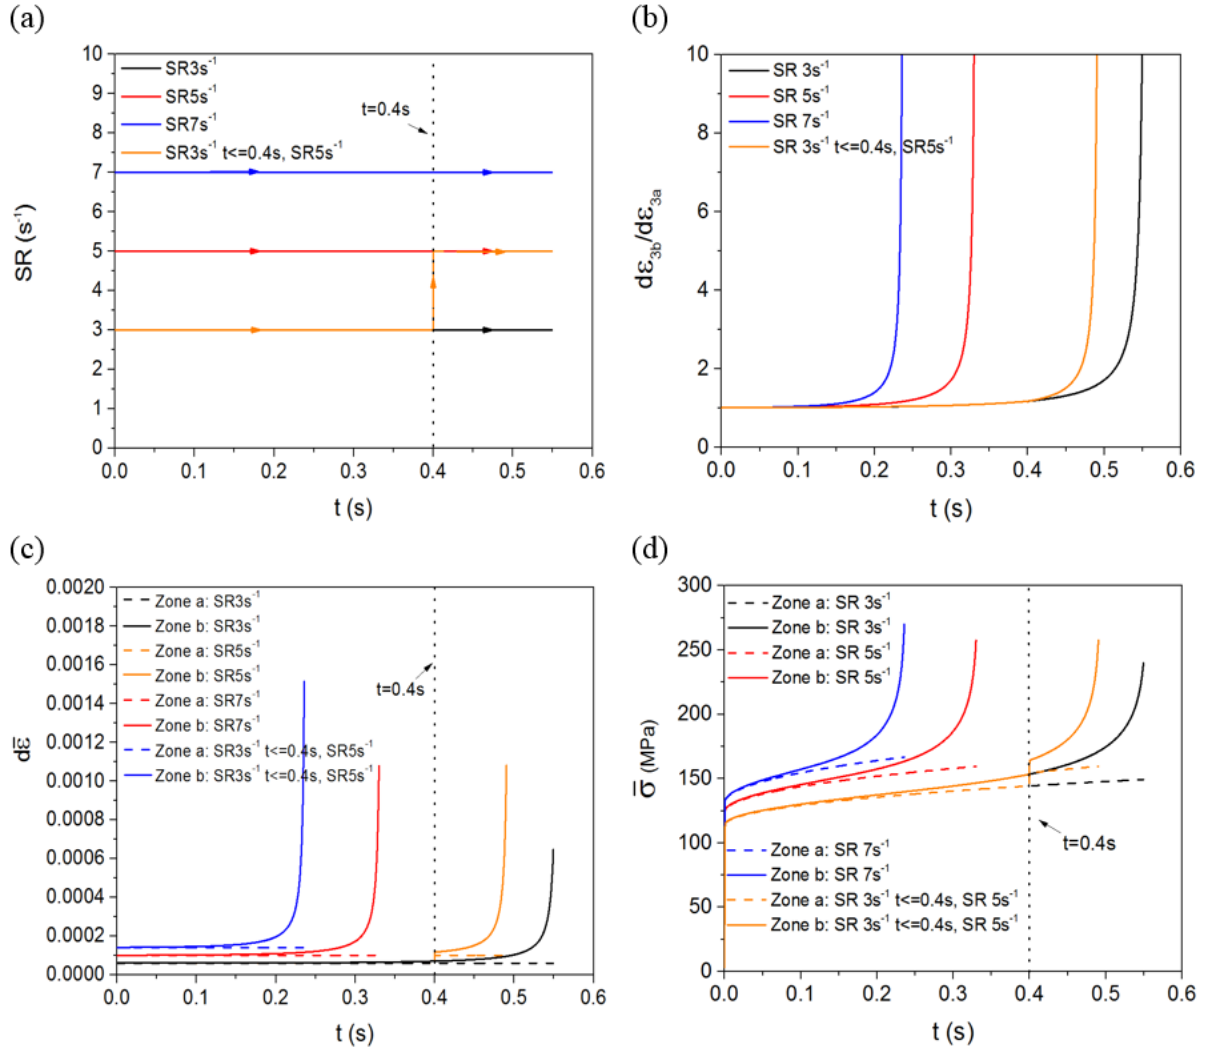 (a)
10
9
8
7
6
5
4
3
2
1
0
SR (s⁻¹)
SR3s⁻¹
SR5s⁻¹
SR7s⁻¹
SR3s⁻¹ t<=0.4s, SR5s⁻¹
t=0.4s
0.0 0.1 0.2 0.3 0.4 0.5 0.6
t (s)
(b)
10
8
6
4
2
0
dε3b/dε3a
SR 3s⁻¹
SR 5s⁻¹
SR 7s⁻¹
SR 3s⁻¹ t<=0.4s, SR5s⁻¹
0.0 0.1 0.2 0.3 0.4 0.5 0.6
t (s)
(c)
0.0020
0.0018
0.0016
0.0014
0.0012
0.0010
0.0008
0.0006
0.0004
0.0002
0.0000
dε̄
Zone a: SR3s⁻¹
Zone b: SR3s⁻¹
Zone a: SR5s⁻¹
Zone b: SR5s⁻¹
Zone a: SR7s⁻¹
Zone b: SR7s⁻¹
Zone a: SR3s⁻¹ t<=0.4s, SR5s⁻¹
Zone b: SR3s⁻¹ t<=0.4s, SR5s⁻¹
t=0.4s
0.0 0.1 0.2 0.3 0.4 0.5 0.6
t (s)
(d)
300
250
200
150
100
50
0
σ̄ (MPa)
Zone a: SR 3s⁻¹
Zone b: SR 3s⁻¹
Zone a: SR 5s⁻¹
Zone b: SR 5s⁻¹
t=0.4s
Zone a: SR 7s⁻¹
Zone b: SR 7s⁻¹
Zone a: SR 3s⁻¹ t<=0.4s, SR 5s⁻¹
Zone b: SR 3s⁻¹ t<=0.4s, SR 5s⁻¹
0.0 0.1 0.2 0.3 0.4 0.5 0.6
t (s)